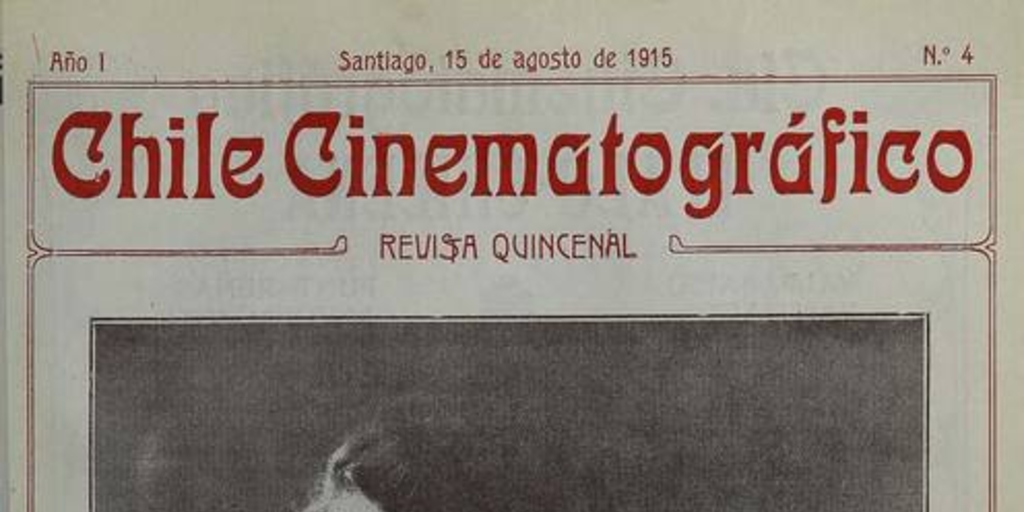 Año I Santiago, 15 de agosto de 1915 N.º 4
Chile Cinematográfico
REVISTA QUINCENAL